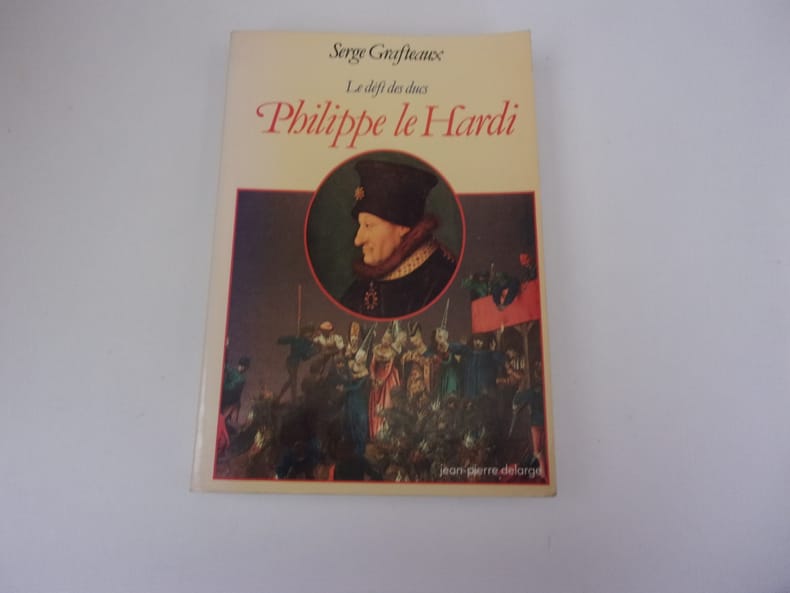 Serge Grafteaux
Le défi des ducs
Philippe le Hardi
jean-pierre delarge